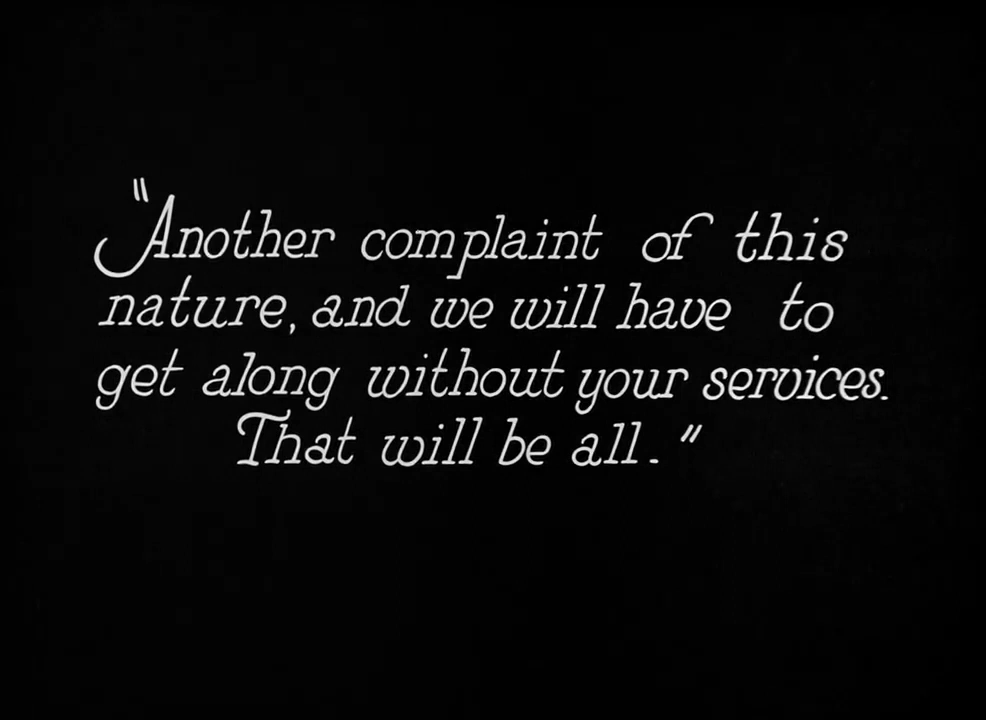 "Another complaint of this
nature, and we will have to
get along without your services.
That will be all."